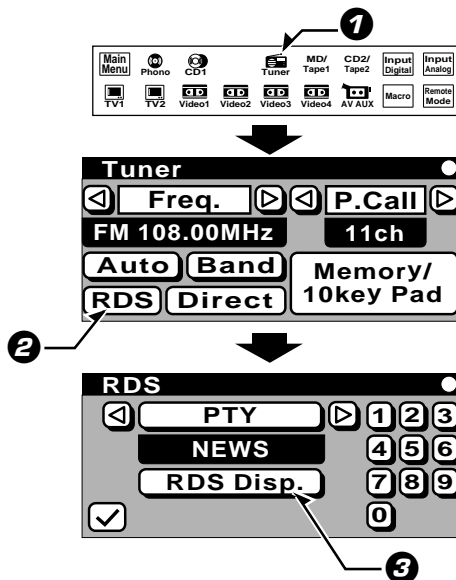 1
Main Menu Phono CD1 Tuner MD/ Tape1 CD2/ Tape2 Input Digital Input Analog
TV1 TV2 Video1 Video2 Video3 Video4 AV AUX Macro Remote Mode
Tuner
Freq. P.Call
FM 108.00MHz 11ch
Auto Band Memory/ 10key Pad
RDS Direct
2
RDS
PTY 1 2 3
NEWS 4 5 6
RDS Disp. 7 8 9
0
3